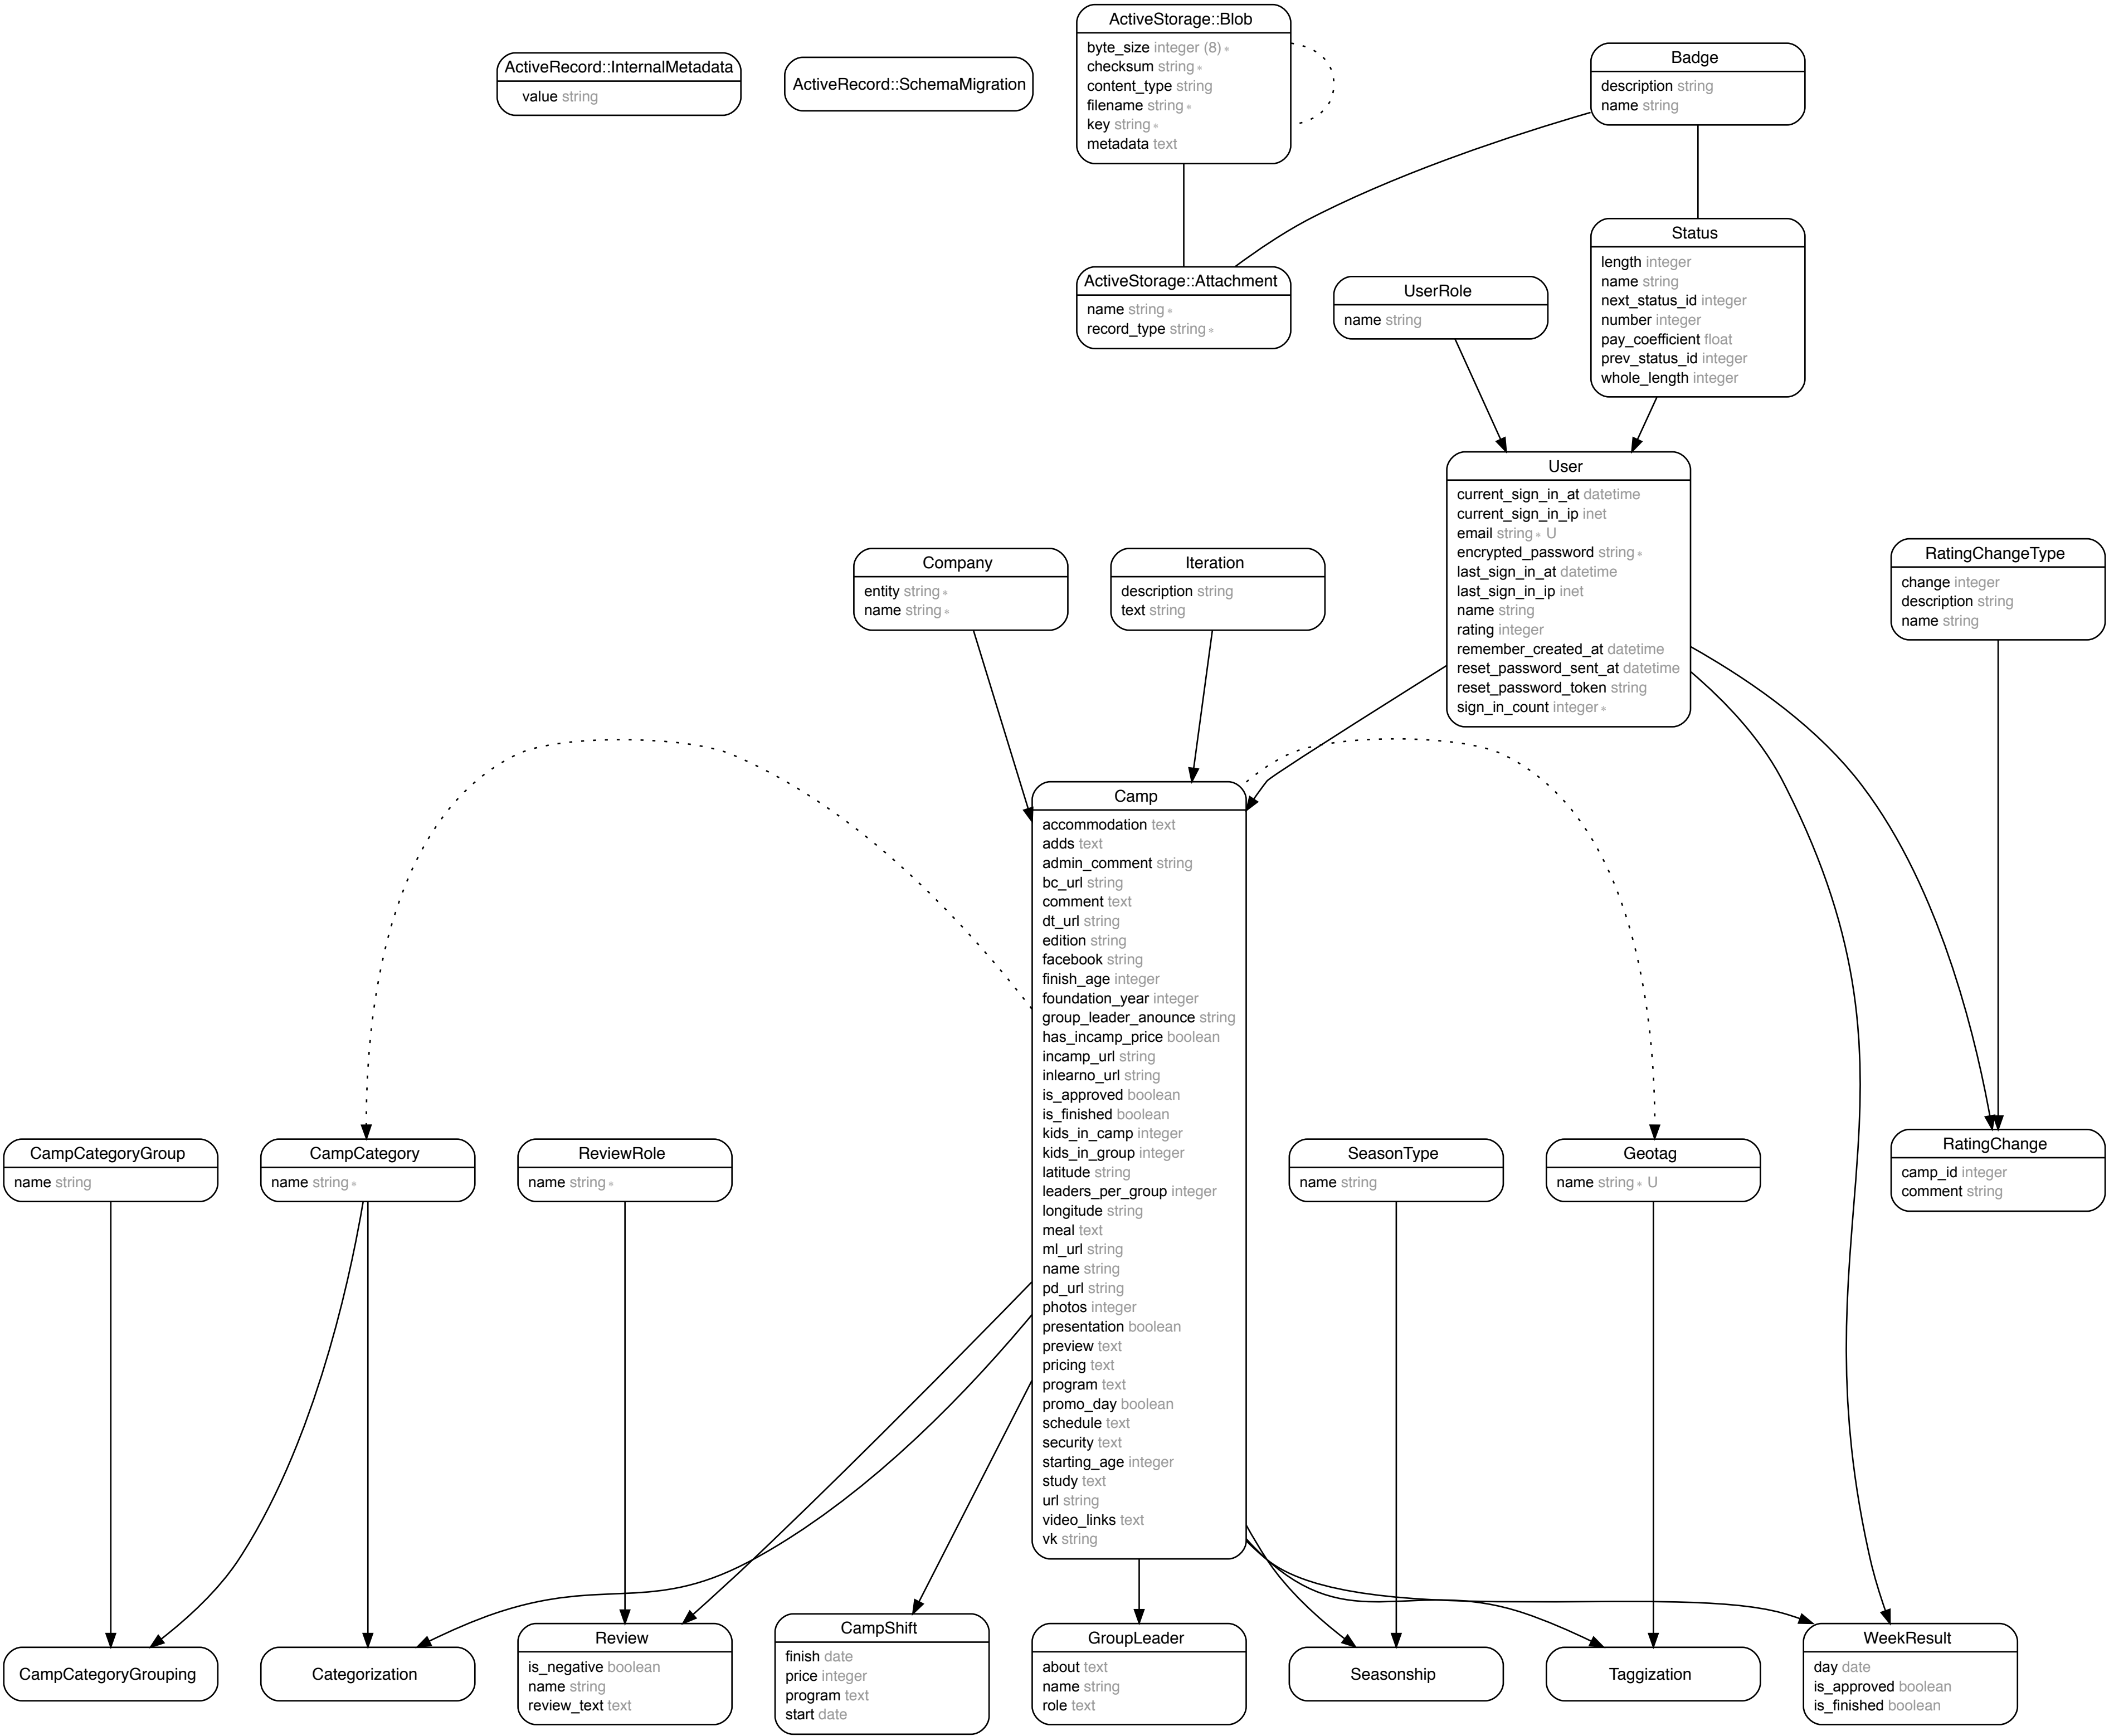 ActiveRecord::InternalMetadata
value string
ActiveRecord::SchemaMigration
ActiveStorage::Blob
byte_size integer (8) ∗
checksum string ∗
content_type string
filename string ∗
key string ∗
metadata text
Badge
description string
name string
ActiveStorage::Attachment
name string ∗
record_type string ∗
UserRole
name string
Status
length integer
name string
next_status_id integer
number integer
pay_coefficient float
prev_status_id integer
whole_length integer
User
current_sign_in_at datetime
current_sign_in_ip inet
email string ∗ U
encrypted_password string ∗
last_sign_in_at datetime
last_sign_in_ip inet
name string
rating integer
remember_created_at datetime
reset_password_sent_at datetime
reset_password_token string
sign_in_count integer ∗
Company
entity string ∗
name string ∗
Iteration
description string
text string
RatingChangeType
change integer
description string
name string
Camp
accommodation text
adds text
admin_comment string
bc_url string
comment text
dt_url string
edition string
facebook string
finish_age integer
foundation_year integer
group_leader_anounce string
has_incamp_price boolean
incamp_url string
inlearno_url string
is_approved boolean
is_finished boolean
kids_in_camp integer
kids_in_group integer
latitude string
leaders_per_group integer
longitude string
meal text
ml_url string
name string
pd_url string
photos integer
presentation boolean
preview text
pricing text
program text
promo_day boolean
schedule text
security text
starting_age integer
study text
url string
video_links text
vk string
CampCategoryGroup
name string
CampCategory
name string ∗
ReviewRole
name string ∗
SeasonType
name string
Geotag
name string ∗ U
RatingChange
camp_id integer
comment string
CampCategoryGrouping
Categorization
Review
is_negative boolean
name string
review_text text
CampShift
finish date
price integer
program text
start date
GroupLeader
about text
name string
role text
Seasonship
Taggization
WeekResult
day date
is_approved boolean
is_finished boolean